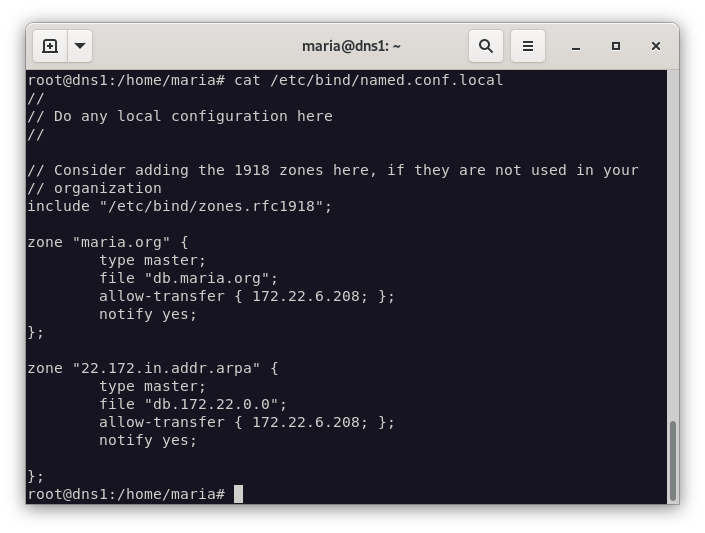 maria@dns1: ~
root@dns1:/home/maria# cat /etc/bind/named.conf.local
//
// Do any local configuration here
//
// Consider adding the 1918 zones here, if they are not used in your
// organization
include "/etc/bind/zones.rfc1918";
zone "maria.org" {
        type master;
        file "db.maria.org";
        allow-transfer { 172.22.6.208; };
        notify yes;
};
zone "22.172.in.addr.arpa" {
        type master;
        file "db.172.22.0.0";
        allow-transfer { 172.22.6.208; };
        notify yes;
};
root@dns1:/home/maria#